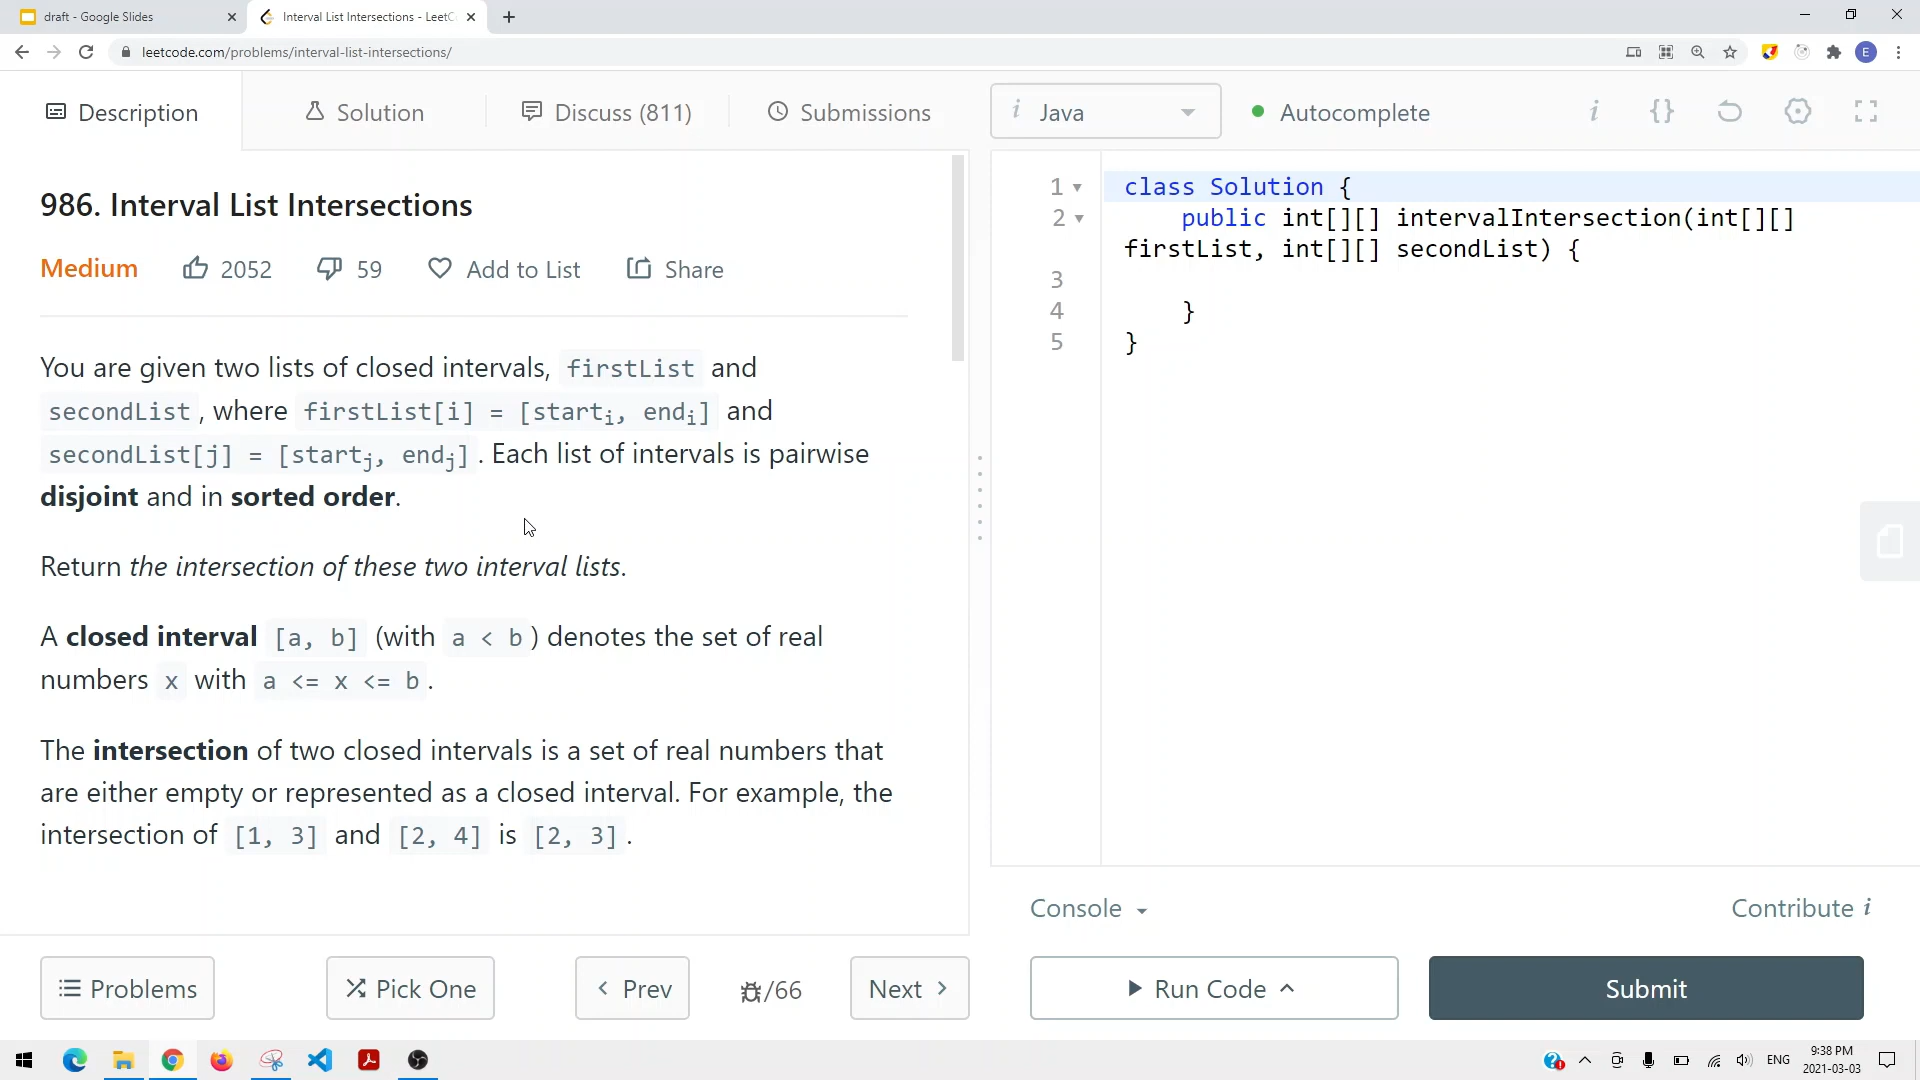 draft - Google Slides
Interval List Intersections - LeetC
leetcode.com/problems/interval-list-intersections/
E
Description
Solution
Discuss (811)
Submissions
i Java
Autocomplete
i {}
986. Interval List Intersections
Medium 2052 59 Add to List Share
You are given two lists of closed intervals, firstList and
secondList , where firstList[i] = [starti, endi] and
secondList[j] = [startj, endj] . Each list of intervals is pairwise
disjoint and in sorted order.
Return the intersection of these two interval lists.
A closed interval [a, b] (with a < b ) denotes the set of real
numbers x with a <= x <= b .
The intersection of two closed intervals is a set of real numbers that
are either empty or represented as a closed interval. For example, the
intersection of [1, 3] and [2, 4] is [2, 3] .
1 class Solution {
2 public int[][] intervalIntersection(int[][]
firstList, int[][] secondList) {
3
4 }
5 }
Console
Contribute i
Problems
Pick One
Prev
/66
Next
Run Code
Submit
ENG
9:38 PM
2021-03-03